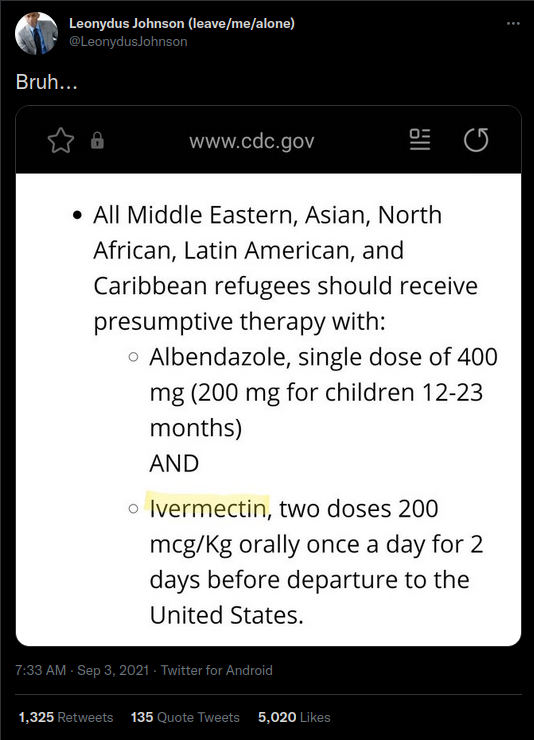 Leonydus Johnson (leave/me/alone)
@LeonydusJohnson
Bruh...
www.cdc.gov
• All Middle Eastern, Asian, North
African, Latin American, and
Caribbean refugees should receive
presumptive therapy with:
○ Albendazole, single dose of 400
mg (200 mg for children 12-23
months)
AND
○ Ivermectin, two doses 200
mcg/Kg orally once a day for 2
days before departure to the
United States.
7:33 AM · Sep 3, 2021 · Twitter for Android
1,325 Retweets 135 Quote Tweets 5,020 Likes